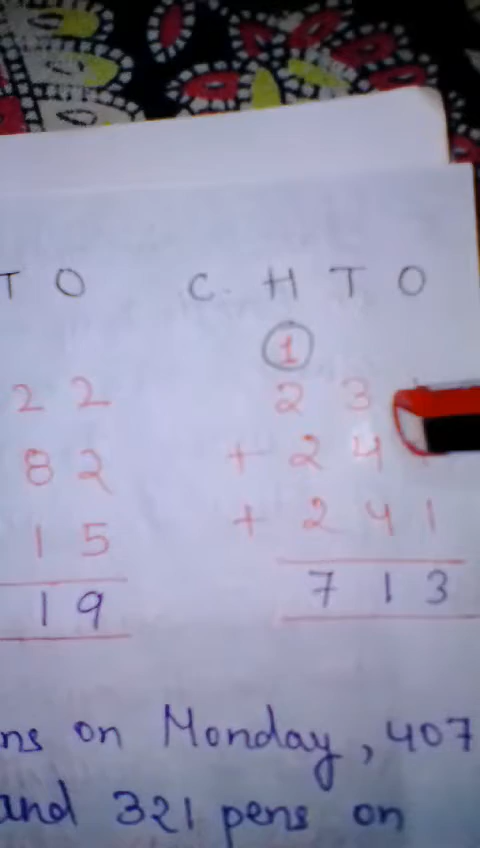 T O C. H T O
1
2 2 2 3
8 2 + 2 4
1 5 + 2 4 1
1 9 7 1 3
ns on Monday, 407
and 321 pens on